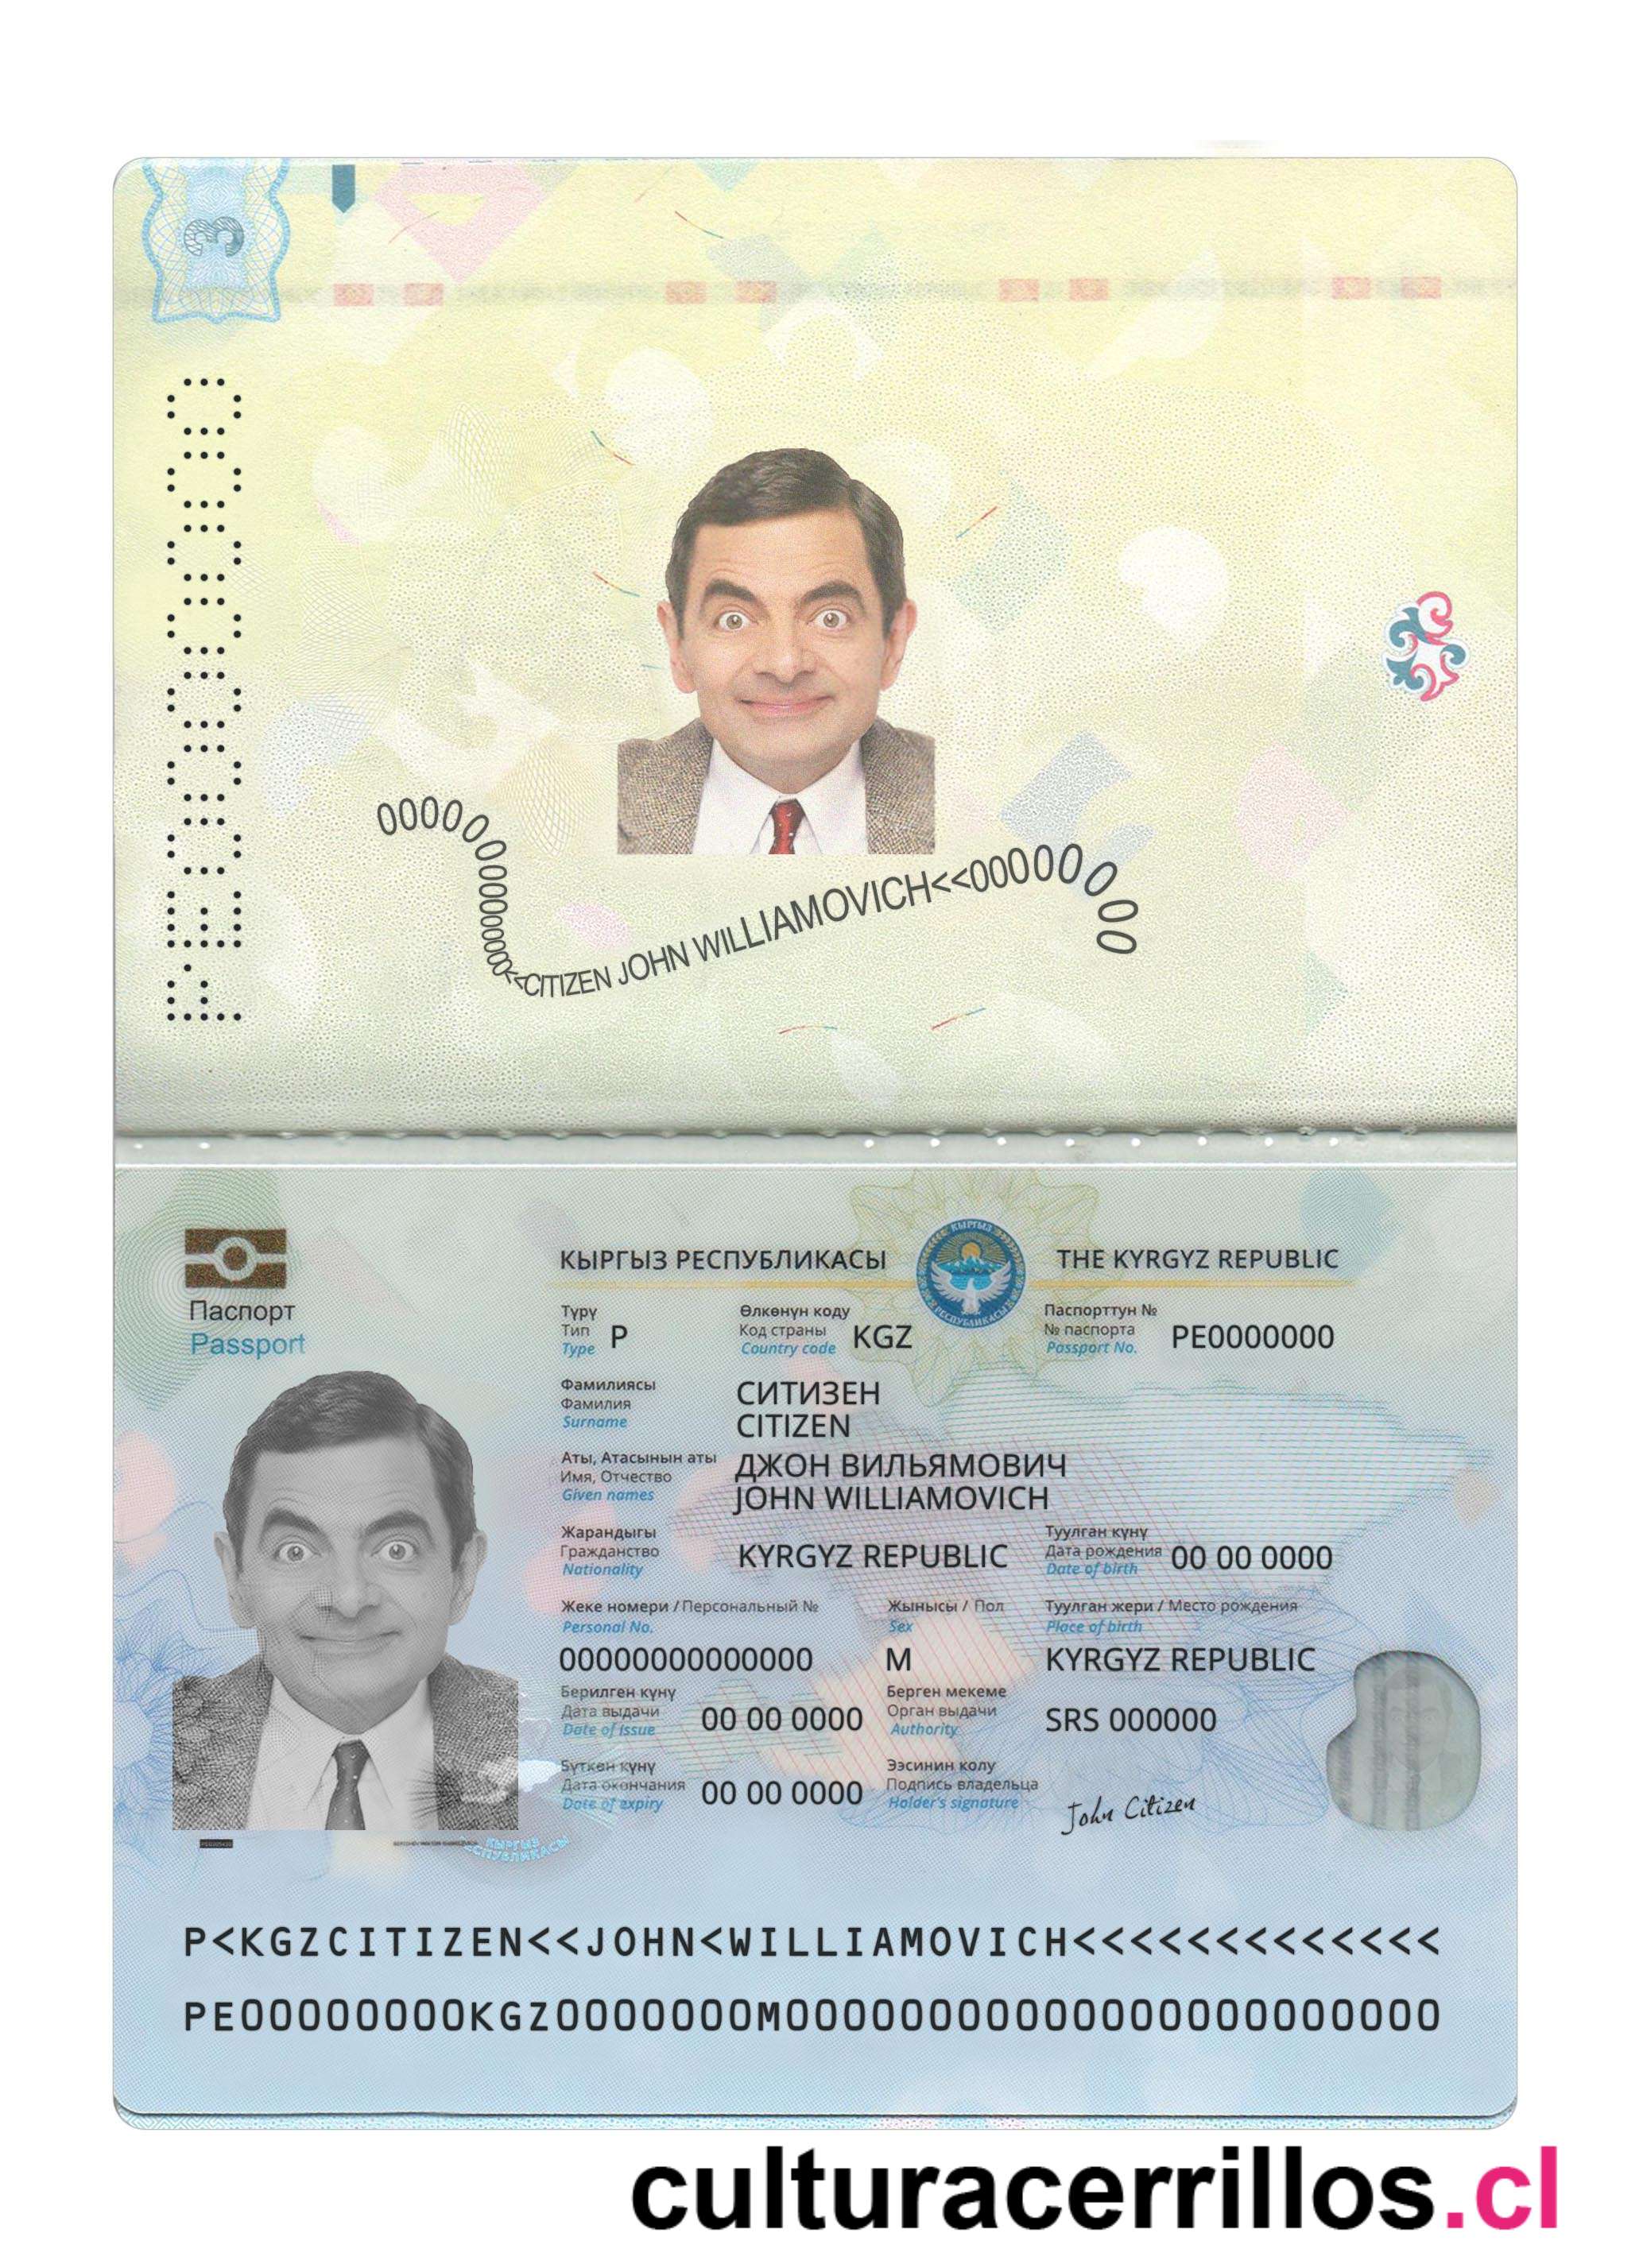 3
PE0000000
0000000000000<<CITIZEN JOHN WILLIAMOVICH<<000000000
КЫРГЫЗ РЕСПУБЛИКАСЫ
КЫРГЫЗ РЕСПУБЛИКАСЫ
THE KYRGYZ REPUBLIC
Паспорт
Passport
Түрү
Тип
Type
P
Өлкөнүн коду
Код страны
Country code
KGZ
Паспорттун №
№ паспорта
Passport No.
PE0000000
Фамилиясы
Фамилия
Surname
СИТИЗЕН
CITIZEN
Аты, Атасынын аты
Имя, Отчество
Given names
ДЖОН ВИЛЬЯМОВИЧ
JOHN WILLIAMOVICH
Жарандыгы
Гражданство
Nationality
KYRGYZ REPUBLIC
Туулган күнү
Дата рождения
Date of birth
00 00 0000
Жеке номери / Персональный №
Personal No.
00000000000000
Жынысы / Пол
Sex
M
Туулган жери / Место рождения
Place of birth
KYRGYZ REPUBLIC
Берилген күнү
Дата выдачи
Date of issue
00 00 0000
Берген мекеме
Орган выдачи
Authority
SRS 000000
Бүткөн күнү
Дата окончания
Date of expiry
00 00 0000
Ээсинин колу
Подпись владельца
Holder's signature
John Citizen
КЫРГЫЗ
РЕСПУБЛИКАСЫ
P<KGZCITIZEN<<JOHN<WILLIAMOVICH<<<<<<<<<<<<<
PE00000000KGZ0000000M00000000000000000000000
culturacerrillos.cl